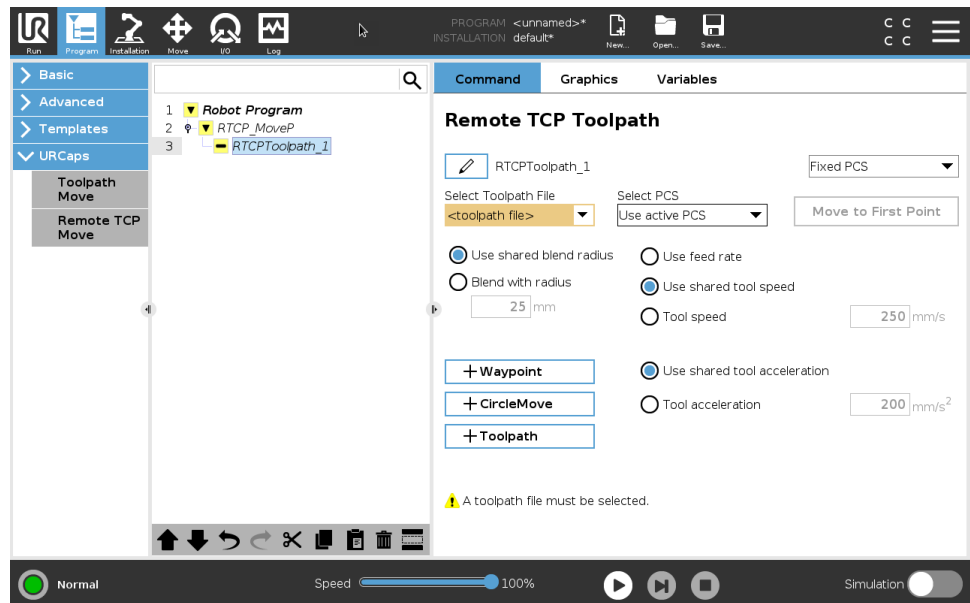 PROGRAM <unnamed>*
INSTALLATION default*
C C
C C
Run Program Installation Move I/O Log New... Open... Save...
Basic
Advanced
Templates
URCaps
Toolpath
Move
Remote TCP
Move
1 Robot Program
2 RTCP_MoveP
3 RTCPToolpath_1
Command Graphics Variables
Remote TCP Toolpath
RTCPToolpath_1 Fixed PCS
Select Toolpath File Select PCS
<toolpath file> Use active PCS Move to First Point
Use shared blend radius Use feed rate
Blend with radius Use shared tool speed
25 mm Tool speed 250 mm/s
+ Waypoint Use shared tool acceleration
+ CircleMove Tool acceleration 200 mm/s²
+ Toolpath
A toolpath file must be selected.
Normal Speed 100% Simulation